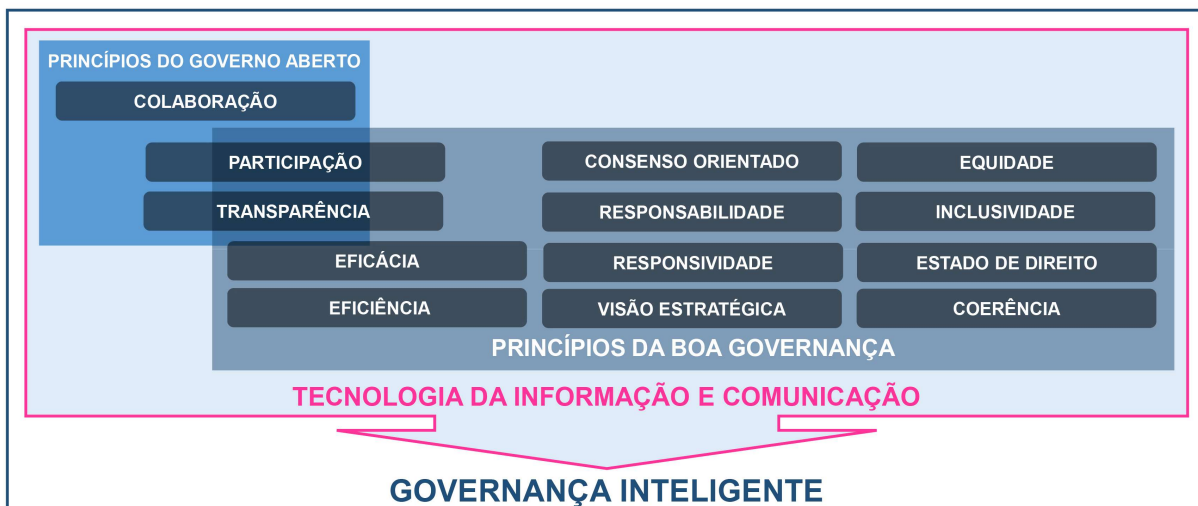 PRINCÍPIOS DO GOVERNO ABERTO
COLABORAÇÃO
PARTICIPAÇÃO
CONSENSO ORIENTADO
EQUIDADE
TRANSPARÊNCIA
RESPONSABILIDADE
INCLUSIVIDADE
EFICÁCIA
RESPONSIVIDADE
ESTADO DE DIREITO
EFICIÊNCIA
VISÃO ESTRATÉGICA
COERÊNCIA
PRINCÍPIOS DA BOA GOVERNANÇA
TECNOLOGIA DA INFORMAÇÃO E COMUNICAÇÃO
GOVERNANÇA INTELIGENTE